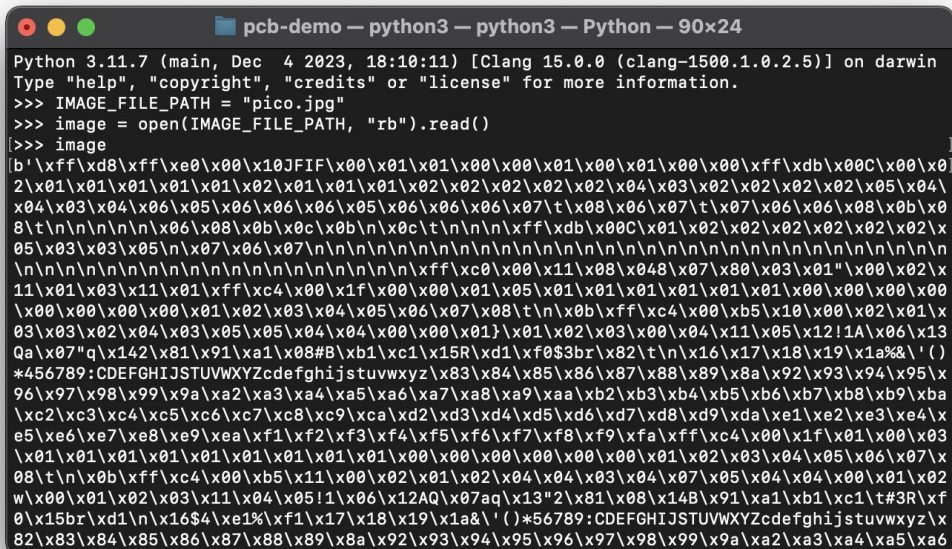 pcb-demo — python3 — python3 — Python — 90×24
Python 3.11.7 (main, Dec  4 2023, 18:10:11) [Clang 15.0.0 (clang-1500.1.0.2.5)] on darwin
Type "help", "copyright", "credits" or "license" for more information.
>>> IMAGE_FILE_PATH = "pico.jpg"
>>> image = open(IMAGE_FILE_PATH, "rb").read()
[>>> image ]
[b'\xff\xd8\xff\xe0\x00\x10JFIF\x00\x01\x01\x00\x00\x01\x00\x01\x00\x00\xff\xdb\x00C\x00\x0]
2\x01\x01\x01\x01\x01\x02\x01\x01\x01\x02\x02\x02\x02\x02\x04\x03\x02\x02\x02\x02\x05\x04\
x04\x03\x04\x06\x05\x06\x06\x06\x05\x06\x06\x06\x07\t\x08\x06\x07\t\x07\x06\x06\x08\x0b\x0
8\t\n\n\n\n\n\x06\x08\x0b\x0c\x0b\n\x0c\t\n\n\n\xff\xdb\x00C\x01\x02\x02\x02\x02\x02\x02\x
05\x03\x03\x05\n\x07\x06\x07\n\n\n\n\n\n\n\n\n\n\n\n\n\n\n\n\n\n\n\n\n\n\n\n\n\n\n\n\n\n\n
\n\n\n\n\n\n\n\n\n\n\n\n\n\n\n\n\n\n\n\xff\xc0\x00\x11\x08\x048\x07\x80\x03\x01"\x00\x02\x
11\x01\x03\x11\x01\xff\xc4\x00\x1f\x00\x00\x01\x05\x01\x01\x01\x01\x01\x01\x00\x00\x00\x00
\x00\x00\x00\x00\x01\x02\x03\x04\x05\x06\x07\x08\t\n\x0b\xff\xc4\x00\xb5\x10\x00\x02\x01\x
03\x03\x02\x04\x03\x05\x05\x04\x04\x00\x00\x01}\x01\x02\x03\x00\x04\x11\x05\x12!1A\x06\x13
Qa\x07"q\x142\x81\x91\xa1\x08#B\xb1\xc1\x15R\xd1\xf0$3br\x82\t\n\x16\x17\x18\x19\x1a%&\'()
*456789:CDEFGHIJSTUVWXYZcdefghijstuvwxyz\x83\x84\x85\x86\x87\x88\x89\x8a\x92\x93\x94\x95\x
96\x97\x98\x99\x9a\xa2\xa3\xa4\xa5\xa6\xa7\xa8\xa9\xaa\xb2\xb3\xb4\xb5\xb6\xb7\xb8\xb9\xba
\xc2\xc3\xc4\xc5\xc6\xc7\xc8\xc9\xca\xd2\xd3\xd4\xd5\xd6\xd7\xd8\xd9\xda\xe1\xe2\xe3\xe4\x
e5\xe6\xe7\xe8\xe9\xea\xf1\xf2\xf3\xf4\xf5\xf6\xf7\xf8\xf9\xfa\xff\xc4\x00\x1f\x01\x00\x03
\x01\x01\x01\x01\x01\x01\x01\x01\x01\x00\x00\x00\x00\x00\x00\x01\x02\x03\x04\x05\x06\x07\x
08\t\n\x0b\xff\xc4\x00\xb5\x11\x00\x02\x01\x02\x04\x04\x03\x04\x07\x05\x04\x04\x00\x01\x02
w\x00\x01\x02\x03\x11\x04\x05!1\x06\x12AQ\x07aq\x13"2\x81\x08\x14B\x91\xa1\xb1\xc1\t#3R\xf
0\x15br\xd1\n\x16$4\xe1%\xf1\x17\x18\x19\x1a&\'()*56789:CDEFGHIJSTUVWXYZcdefghijstuvwxyz\x
82\x83\x84\x85\x86\x87\x88\x89\x8a\x92\x93\x94\x95\x96\x97\x98\x99\x9a\xa2\xa3\xa4\xa5\xa6